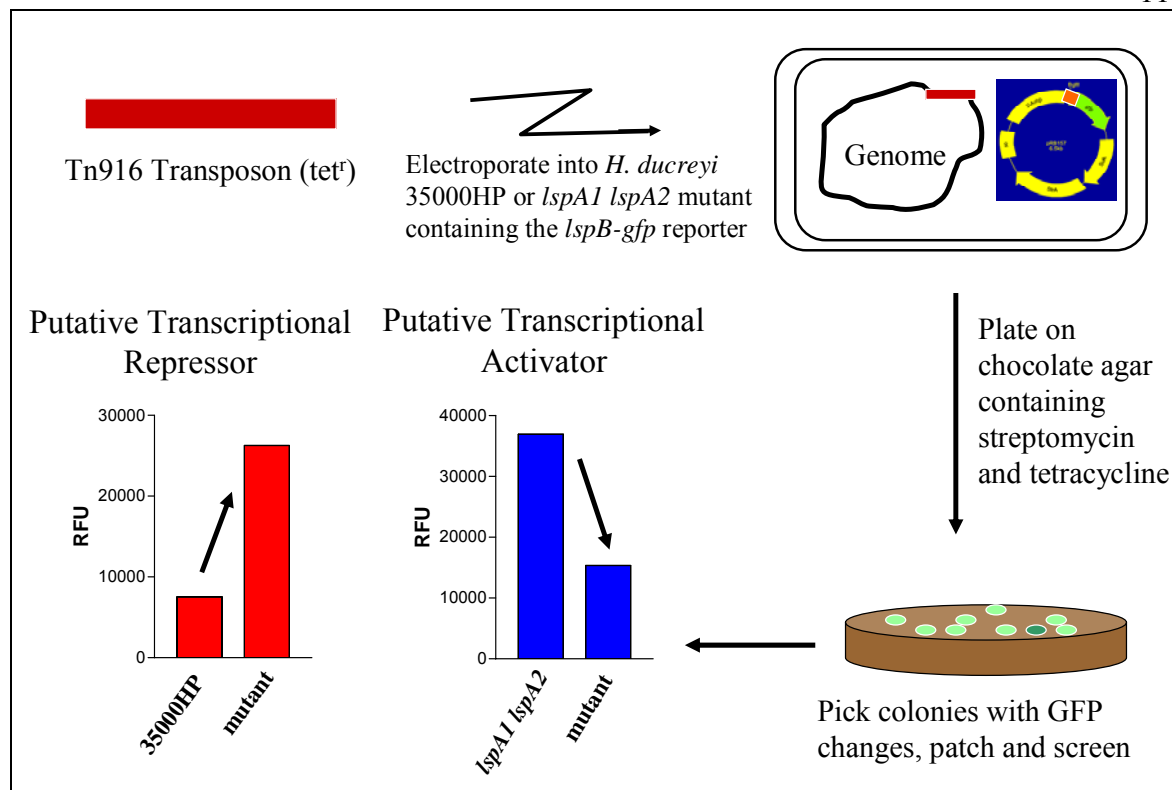 Tn916 Transposon (tetʳ)
Electroporate into H. ducreyi
35000HP or lspA1 lspA2 mutant
containing the lspB-gfp reporter
Genome
Plate on
chocolate agar
containing
streptomycin
and tetracycline
Pick colonies with GFP
changes, patch and screen
Putative Transcriptional
Repressor
30000
20000
10000
0
RFU
35000HP
mutant
Putative Transcriptional
Activator
40000
30000
20000
10000
0
RFU
lspA1 lspA2
mutant